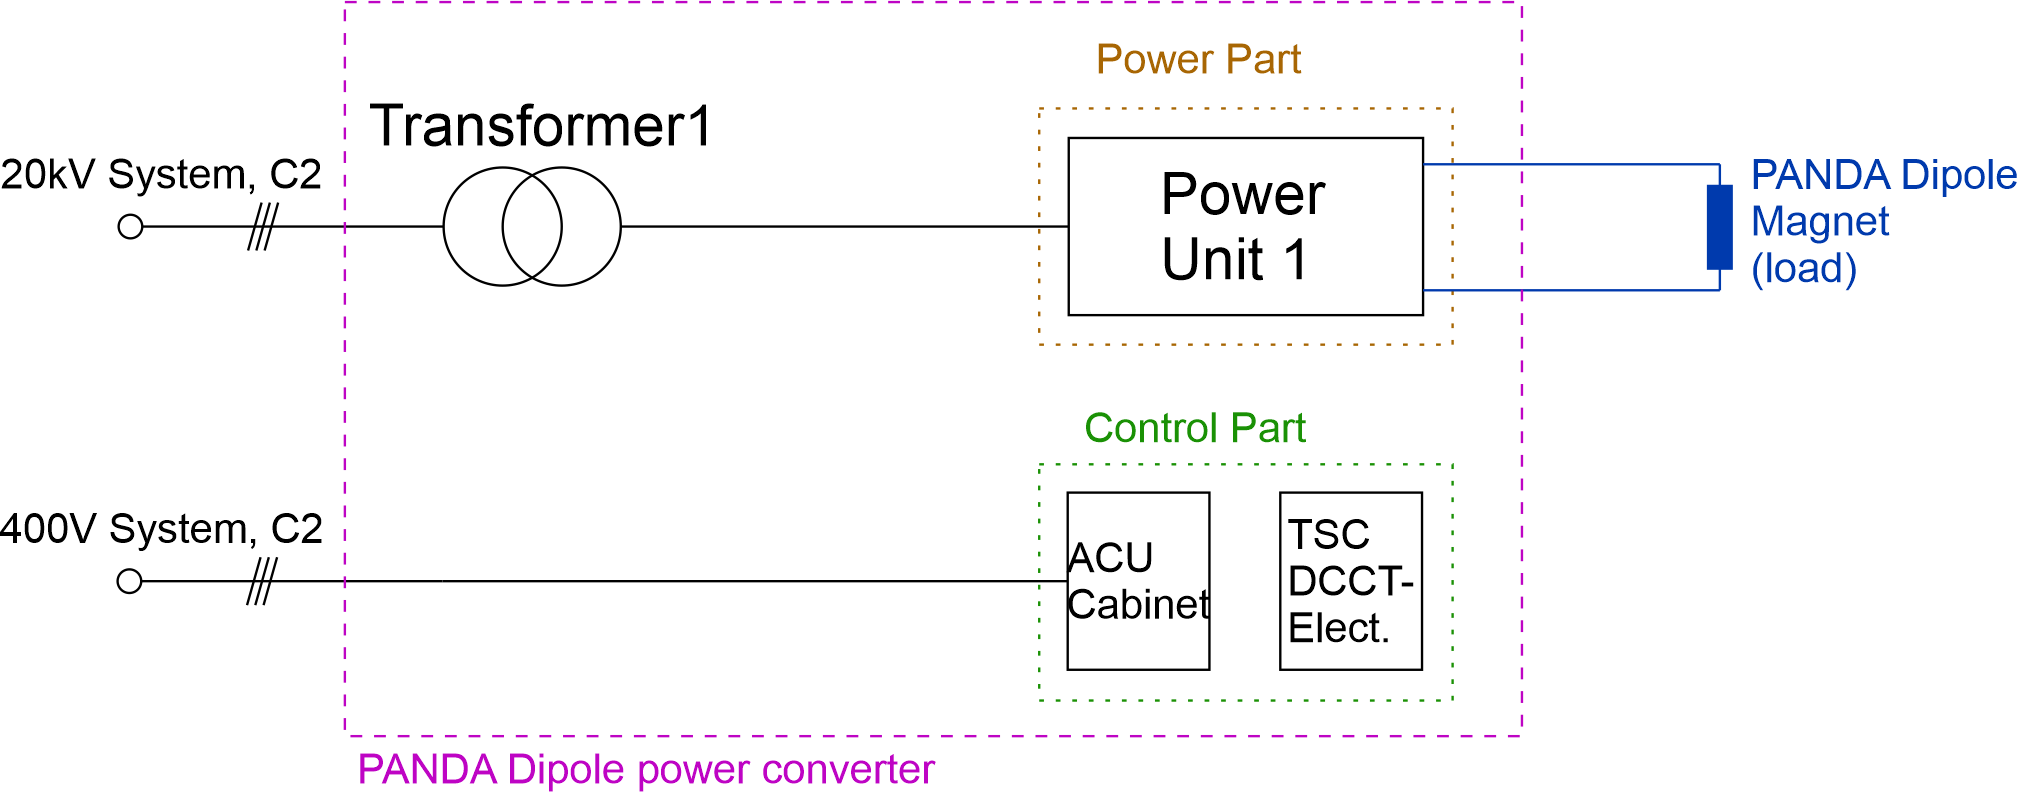 Power Part
Transformer1
20kV System, C2
Power
Unit 1
PANDA Dipole
Magnet
(load)
Control Part
400V System, C2
ACU
Cabinet
TSC
DCCT-
Elect.
PANDA Dipole power converter